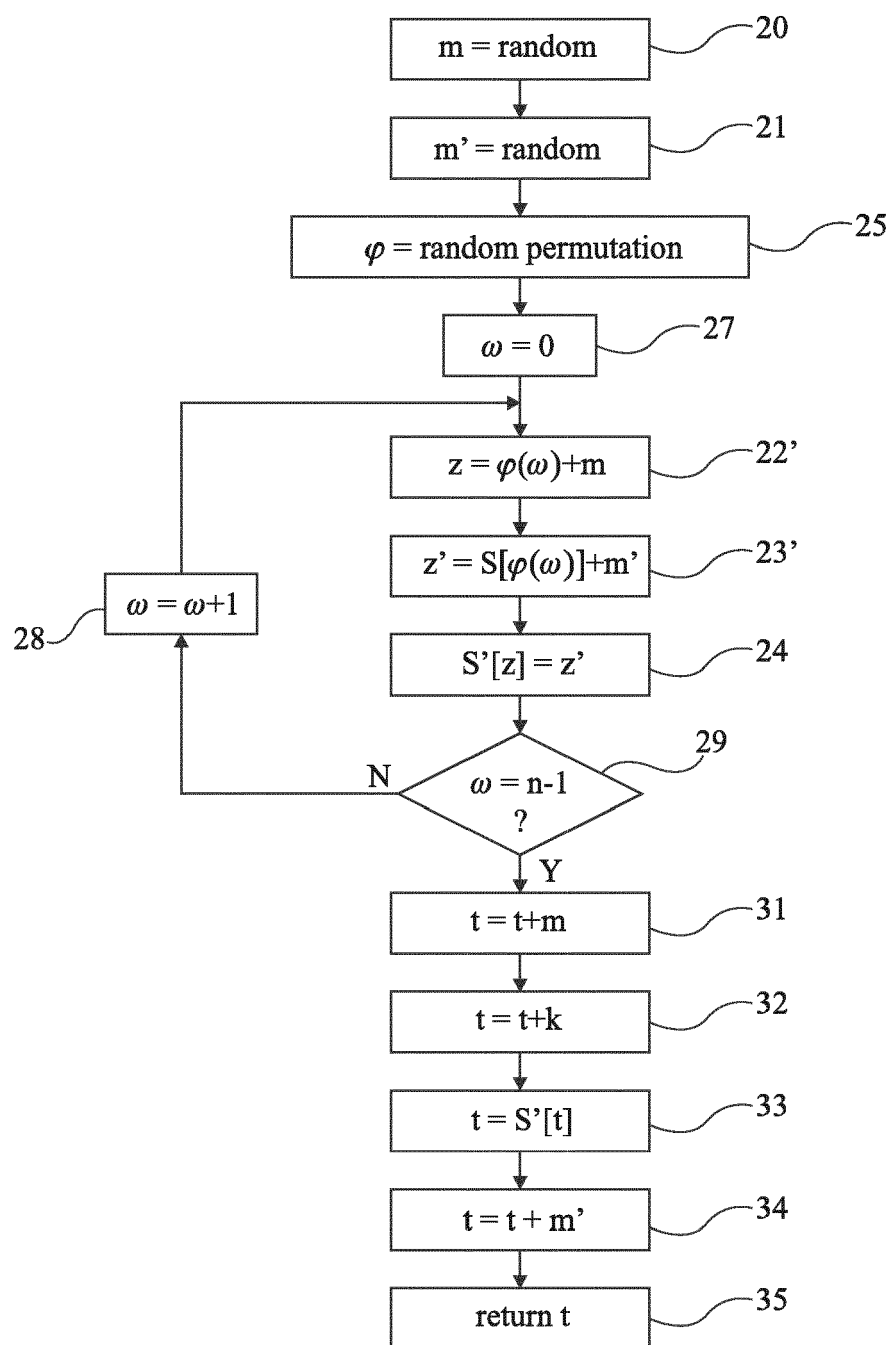 m = random
20
m’ = random
21
φ = random permutation
25
ω = 0
27
z = φ(ω)+m
22’
z’ = S[φ(ω)]+m’
23’
ω = ω+1
28
S’[z] = z’
24
N
ω = n-1
?
29
Y
t = t+m
31
t = t+k
32
t = S’[t]
33
t = t + m’
34
return t
35